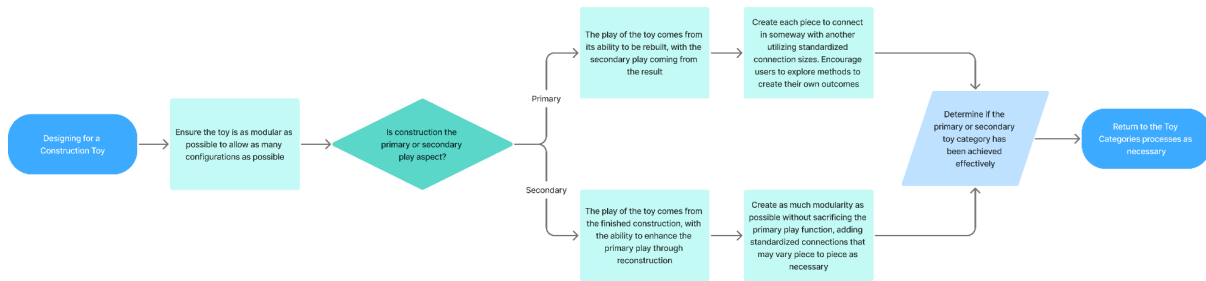 Designing for a
Construction Toy
Ensure the toy is as modular as
possible to allow as many
configurations as possible
Is construction the
primary or secondary
play aspect?
Primary
The play of the toy comes from
its ability to be rebuilt, with the
secondary play coming from
the result
Create each piece to connect
in someway with another
utilizing standardized
connection sizes. Encourage
users to explore methods to
create their own outcomes
Secondary
The play of the toy comes from
the finished construction, with
the ability to enhance the
primary play through
reconstruction
Create as much modularity as
possible without sacrificing the
primary play function, adding
standardized connections that
may vary piece to piece as
necessary
Determine if the
primary or secondary
toy category has
been achieved
effectively
Return to the Toy
Categories processes as
necessary